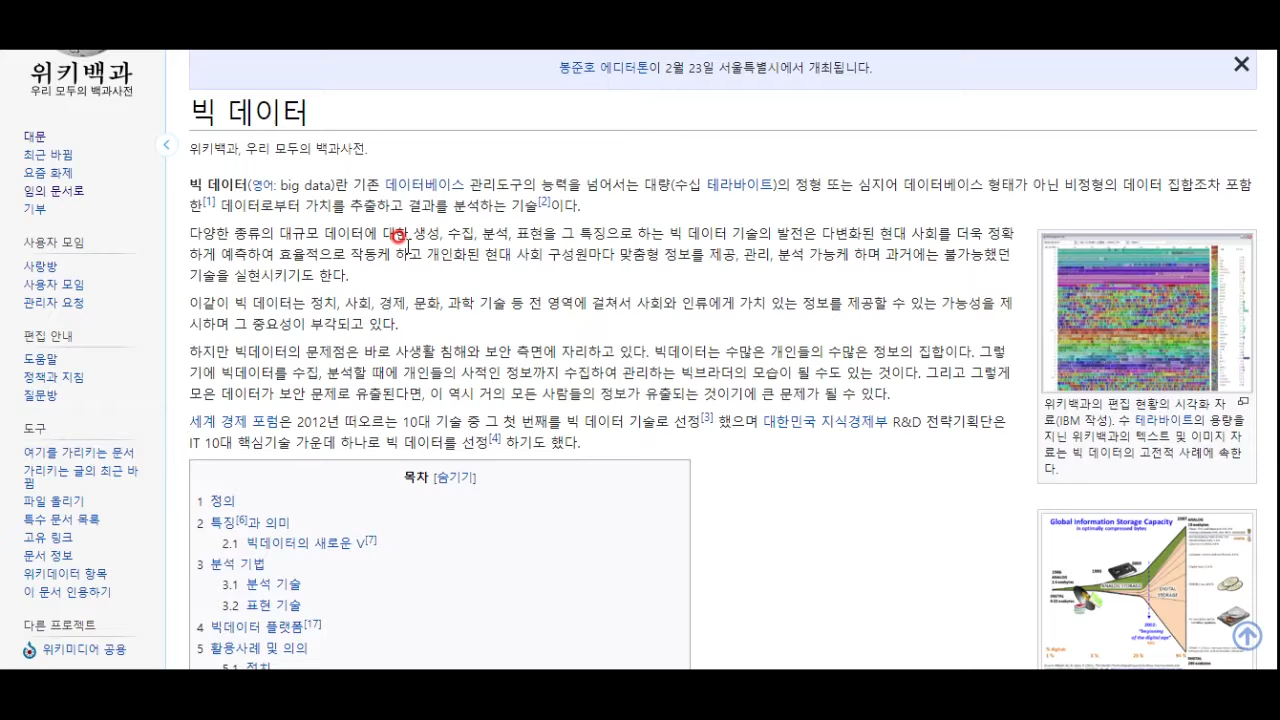 위키백과
우리 모두의 백과사전
대문
최근 바뀜
요즘 화제
임의 문서로
기부
사용자 모임
사랑방
사용자 모임
관리자 요청
편집 안내
도움말
정책과 지침
질문방
도구
여기를 가리키는 문서
가리키는 글의 최근 바
뀜
파일 올리기
특수 문서 목록
고유 링크
문서 정보
위키데이터 항목
이 문서 인용하기
다른 프로젝트
위키미디어 공용
봉준호 에디터톤이 2월 23일 서울특별시에서 개최됩니다.
빅 데이터
위키백과, 우리 모두의 백과사전.
빅 데이터(영어: big data)란 기존 데이터베이스 관리도구의 능력을 넘어서는 대량(수십 테라바이트)의 정형 또는 심지어 데이터베이스 형태가 아닌 비정형의 데이터 집합조차 포함
한[1] 데이터로부터 가치를 추출하고 결과를 분석하는 기술[2]이다.
다양한 종류의 대규모 데이터에 대한 생성, 수집, 분석, 표현을 그 특징으로 하는 빅 데이터 기술의 발전은 다변화된 현대 사회를 더욱 정확
하게 예측하여 효율적으로 작동케 하고 개인화된 현대 사회 구성원마다 맞춤형 정보를 제공, 관리, 분석 가능케 하며 과거에는 불가능했던
기술을 실현시키기도 한다.
이같이 빅 데이터는 정치, 사회, 경제, 문화, 과학 기술 등 전 영역에 걸쳐서 사회와 인류에게 가치 있는 정보를 제공할 수 있는 가능성을 제
시하며 그 중요성이 부각되고 있다.
하지만 빅데이터의 문제점은 바로 사생활 침해와 보안 측면에 자리하고 있다. 빅데이터는 수많은 개인들의 수많은 정보의 집합이다. 그렇
기에 빅데이터를 수집, 분석할 때에 개인들의 사적인 정보까지 수집하여 관리하는 빅브라더의 모습이 될 수도 있는 것이다. 그리고 그렇게
모은 데이터가 보안 문제로 유출된다면, 이 역시 거의 모든 사람들의 정보가 유출되는 것이기에 큰 문제가 될 수 있다.
세계 경제 포럼은 2012년 떠오르는 10대 기술 중 그 첫 번째를 빅 데이터 기술로 선정[3] 했으며 대한민국 지식경제부 R&D 전략기획단은
IT 10대 핵심기술 가운데 하나로 빅 데이터를 선정[4] 하기도 했다.
목차 [숨기기]
1 정의
2 특징[6]과 의미
2.1 빅데이터의 새로운 V[7]
3 분석 기법
3.1 분석 기술
3.2 표현 기술
4 빅데이터 플랫폼[17]
5 활용사례 및 의의
5.1 정치
위키백과의 편집 현황의 시각화 자
료(IBM 작성). 수 테라바이트의 용량을
지닌 위키백과의 텍스트 및 이미지 자
료는 빅 데이터의 고전적 사례에 속한
다.
Global Information Storage Capacity
in optimally compressed bytes
ANALOG STORAGE
DIGITAL
STORAGE
2002:
"beginning
of the digital age"